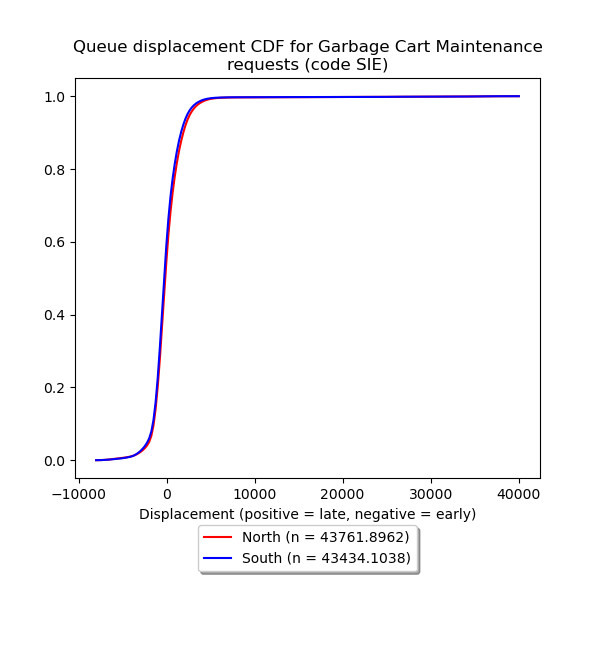 Queue displacement CDF for Garbage Cart Maintenance
requests (code SIE)
1.0
0.8
0.6
0.4
0.2
0.0
−10000 0 10000 20000 30000 40000
Displacement (positive = late, negative = early)
North (n = 43761.8962)
South (n = 43434.1038)